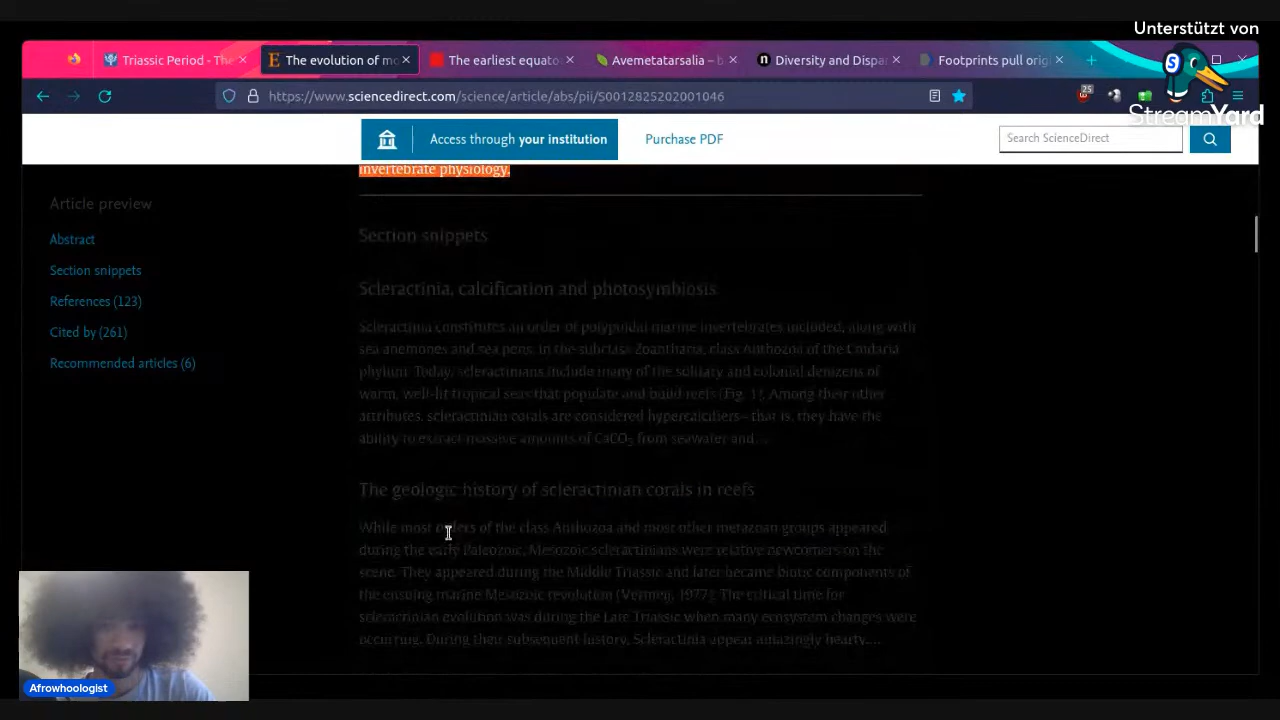 Unterstützt von
StreamYard
Triassic Period - The
The evolution of mo
The earliest equato
Avemetatarsalia – b
Diversity and Dispa
Footprints pull orig
https://www.sciencedirect.com/science/article/abs/pii/S0012825202001046
25
Access through your institution
Purchase PDF
Search ScienceDirect
invertebrate physiology.
Article preview
Abstract
Section snippets
References (123)
Cited by (261)
Recommended articles (6)
Section snippets
Scleractinia, calcification and photosymbiosis
Scleractinia constitutes an order of polypoidal marine invertebrates included, along with
sea anemones and sea pens, in the subclass Zoantharia, class Anthozoa of the Cnidaria
phylum. Today, scleractinians include many of the solitary and colonial denizens of
warm, well-lit tropical seas that populate and build reefs (Fig. 1). Among their other
attributes, scleractinian corals are considered hypercalcifiers—that is, they have the
ability to extract massive amounts of CaCO3 from seawater and…
The geologic history of scleractinian corals in reefs
While most orders of the class Anthozoa and most other metazoan groups appeared
during the early Paleozoic, Mesozoic scleractinians were relative newcomers on the
scene. They appeared during the Middle Triassic and later became biotic components of
the ensuing marine Mesozoic revolution (Vermeij, 1977). The critical time for
scleractinian evolution was during the Late Triassic when many ecosystem changes were
occurring. During their subsequent history, Scleractinia appear amazingly hearty.…
Afrowhoologist